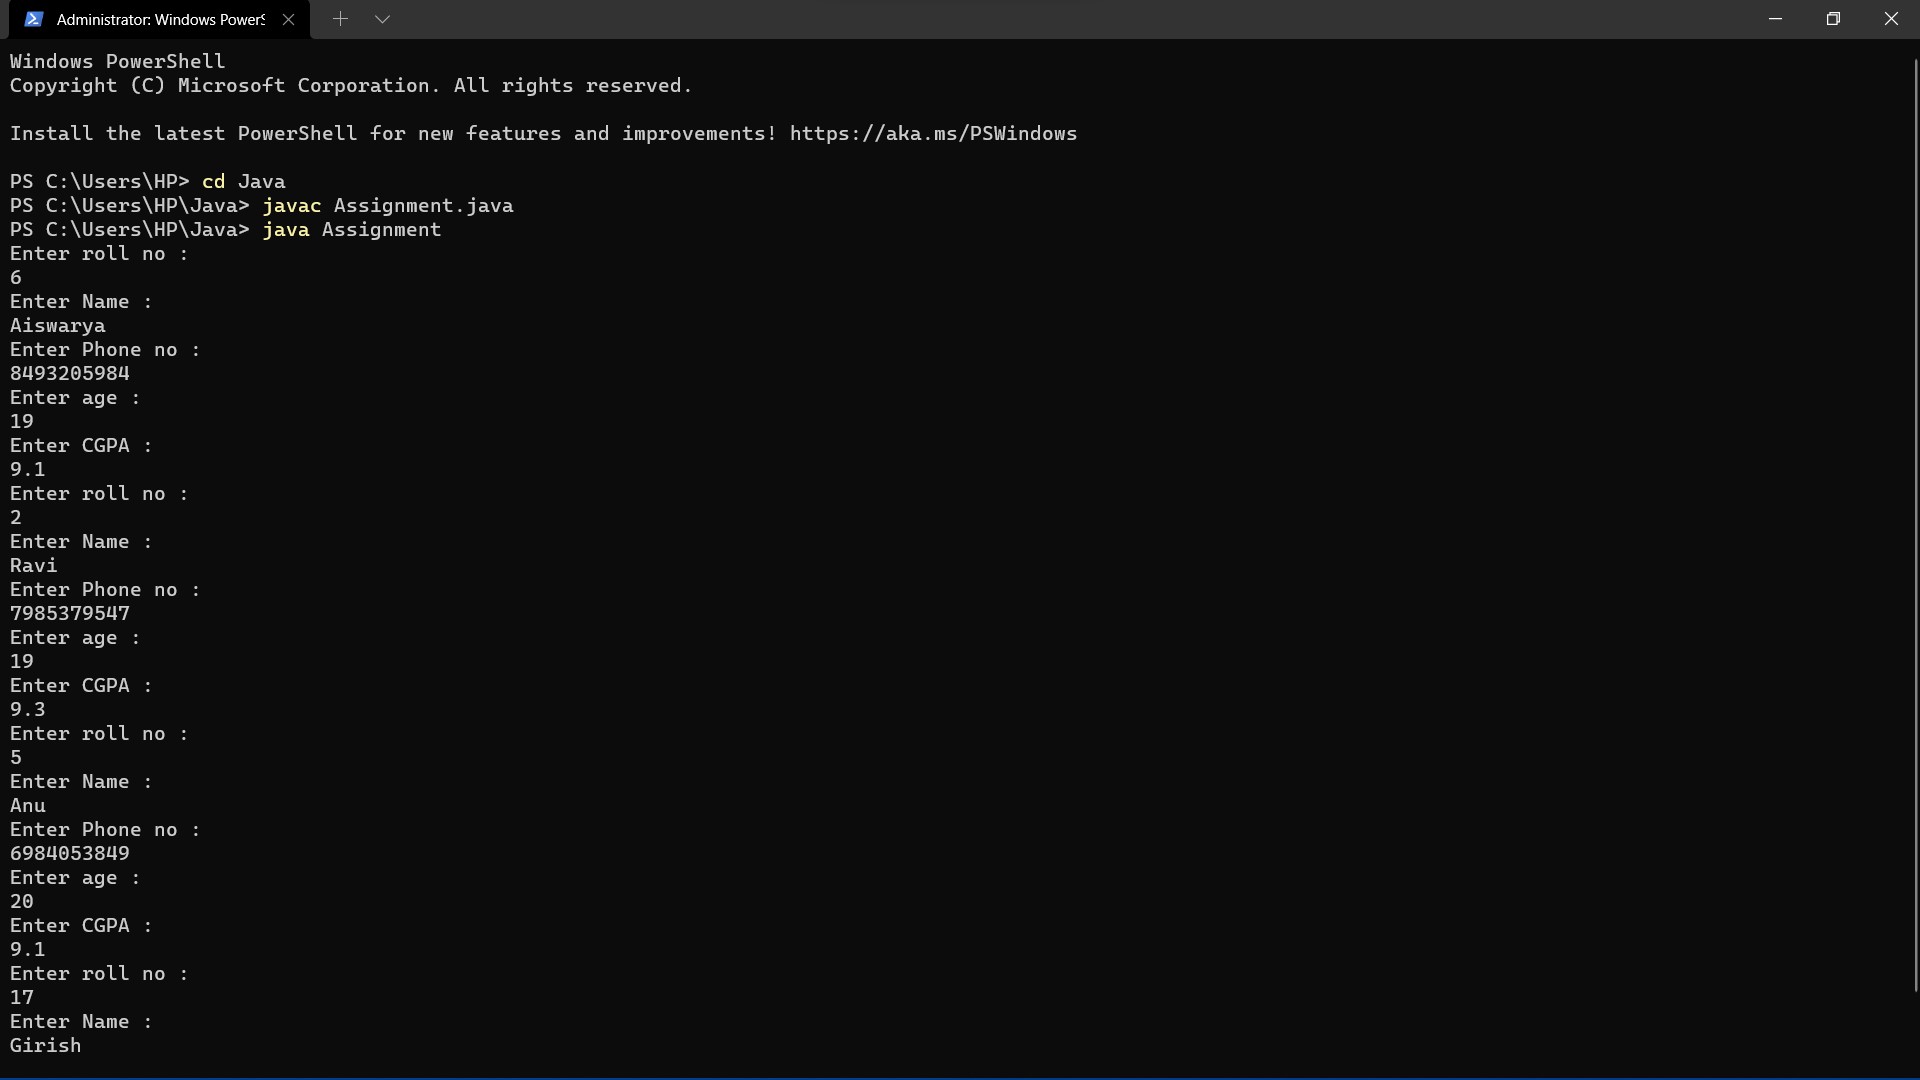 Administrator: Windows PowerS
Windows PowerShell
Copyright (C) Microsoft Corporation. All rights reserved.
Install the latest PowerShell for new features and improvements! https://aka.ms/PSWindows
PS C:\Users\HP> cd Java
PS C:\Users\HP\Java> javac Assignment.java
PS C:\Users\HP\Java> java Assignment
Enter roll no :
6
Enter Name :
Aiswarya
Enter Phone no :
8493205984
Enter age :
19
Enter CGPA :
9.1
Enter roll no :
2
Enter Name :
Ravi
Enter Phone no :
7985379547
Enter age :
19
Enter CGPA :
9.3
Enter roll no :
5
Enter Name :
Anu
Enter Phone no :
6984053849
Enter age :
20
Enter CGPA :
9.1
Enter roll no :
17
Enter Name :
Girish